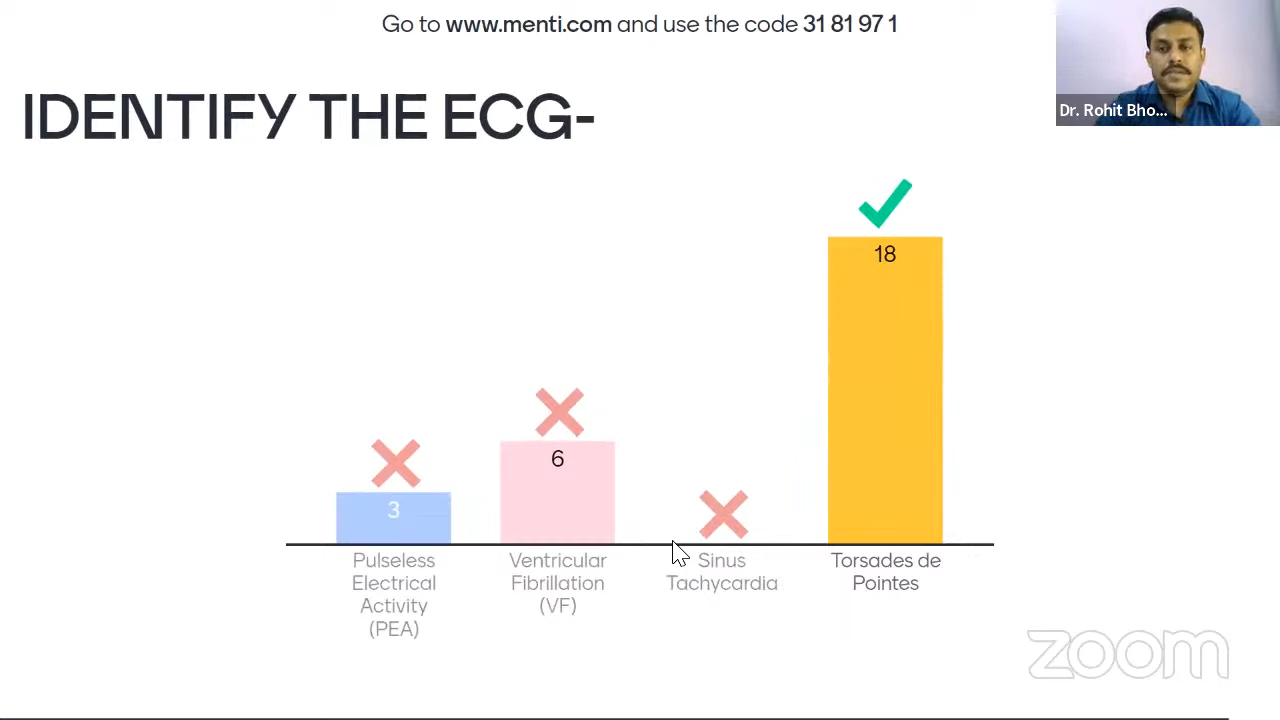 Go to www.menti.com and use the code 31 81 97 1
Dr. Rohit Bho...
IDENTIFY THE ECG-
18
6
3
Pulseless
Electrical
Activity
(PEA)
Ventricular
Fibrillation
(VF)
Sinus
Tachycardia
Torsades de
Pointes
zoom